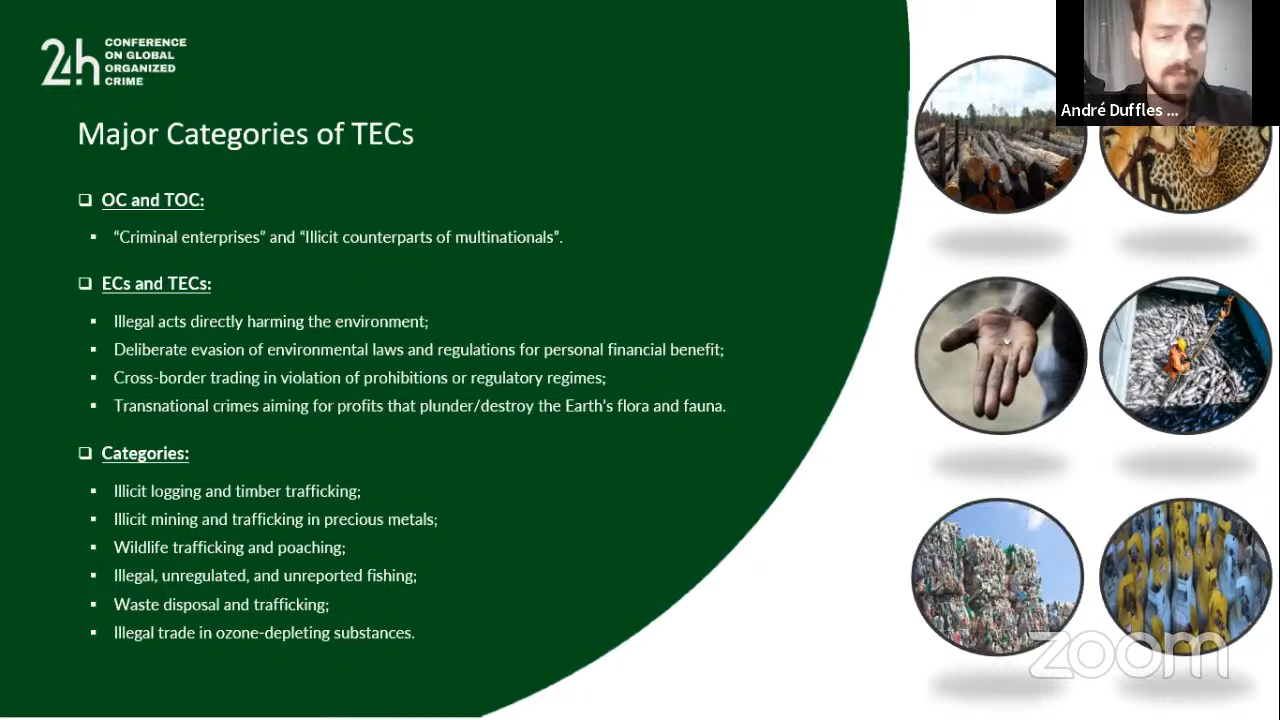 24h CONFERENCE
ON GLOBAL
ORGANIZED
CRIME
André Duffles ...
Major Categories of TECs
OC and TOC:
“Criminal enterprises” and “Illicit counterparts of multinationals”.
ECs and TECs:
Illegal acts directly harming the environment;
Deliberate evasion of environmental laws and regulations for personal financial benefit;
Cross-border trading in violation of prohibitions or regulatory regimes;
Transnational crimes aiming for profits that plunder/destroy the Earth's flora and fauna.
Categories:
Illicit logging and timber trafficking;
Illicit mining and trafficking in precious metals;
Wildlife trafficking and poaching;
Illegal, unregulated, and unreported fishing;
Waste disposal and trafficking;
Illegal trade in ozone-depleting substances.
zoom